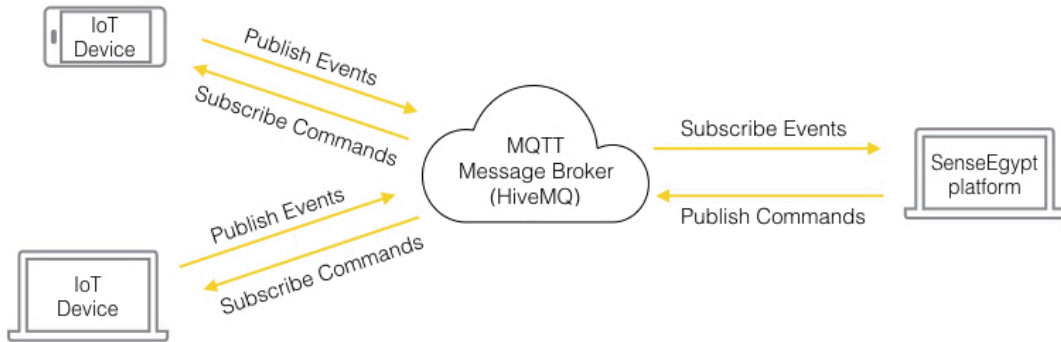 IoT
Device
Publish Events
Subscribe Commands
MQTT
Message Broker
(HiveMQ)
Subscribe Events
Publish Commands
SenseEgypt
platform
Publish Events
Subscribe Commands
IoT
Device